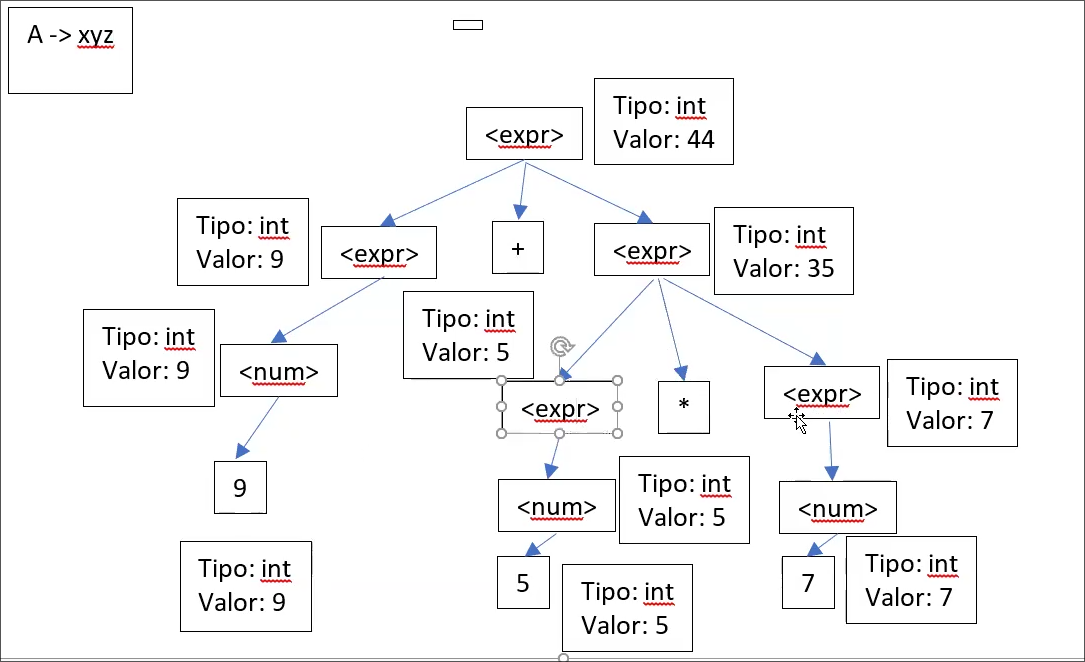 A -> xyz
Tipo: int
Valor: 44
<expr>
Tipo: int
Valor: 9
<expr>
+
<expr>
Tipo: int
Valor: 35
Tipo: int
Valor: 9
<num>
Tipo: int
Valor: 5
<expr>
*
<expr>
Tipo: int
Valor: 7
9
<num>
Tipo: int
Valor: 5
<num>
Tipo: int
Valor: 9
5
Tipo: int
Valor: 5
7
Tipo: int
Valor: 7